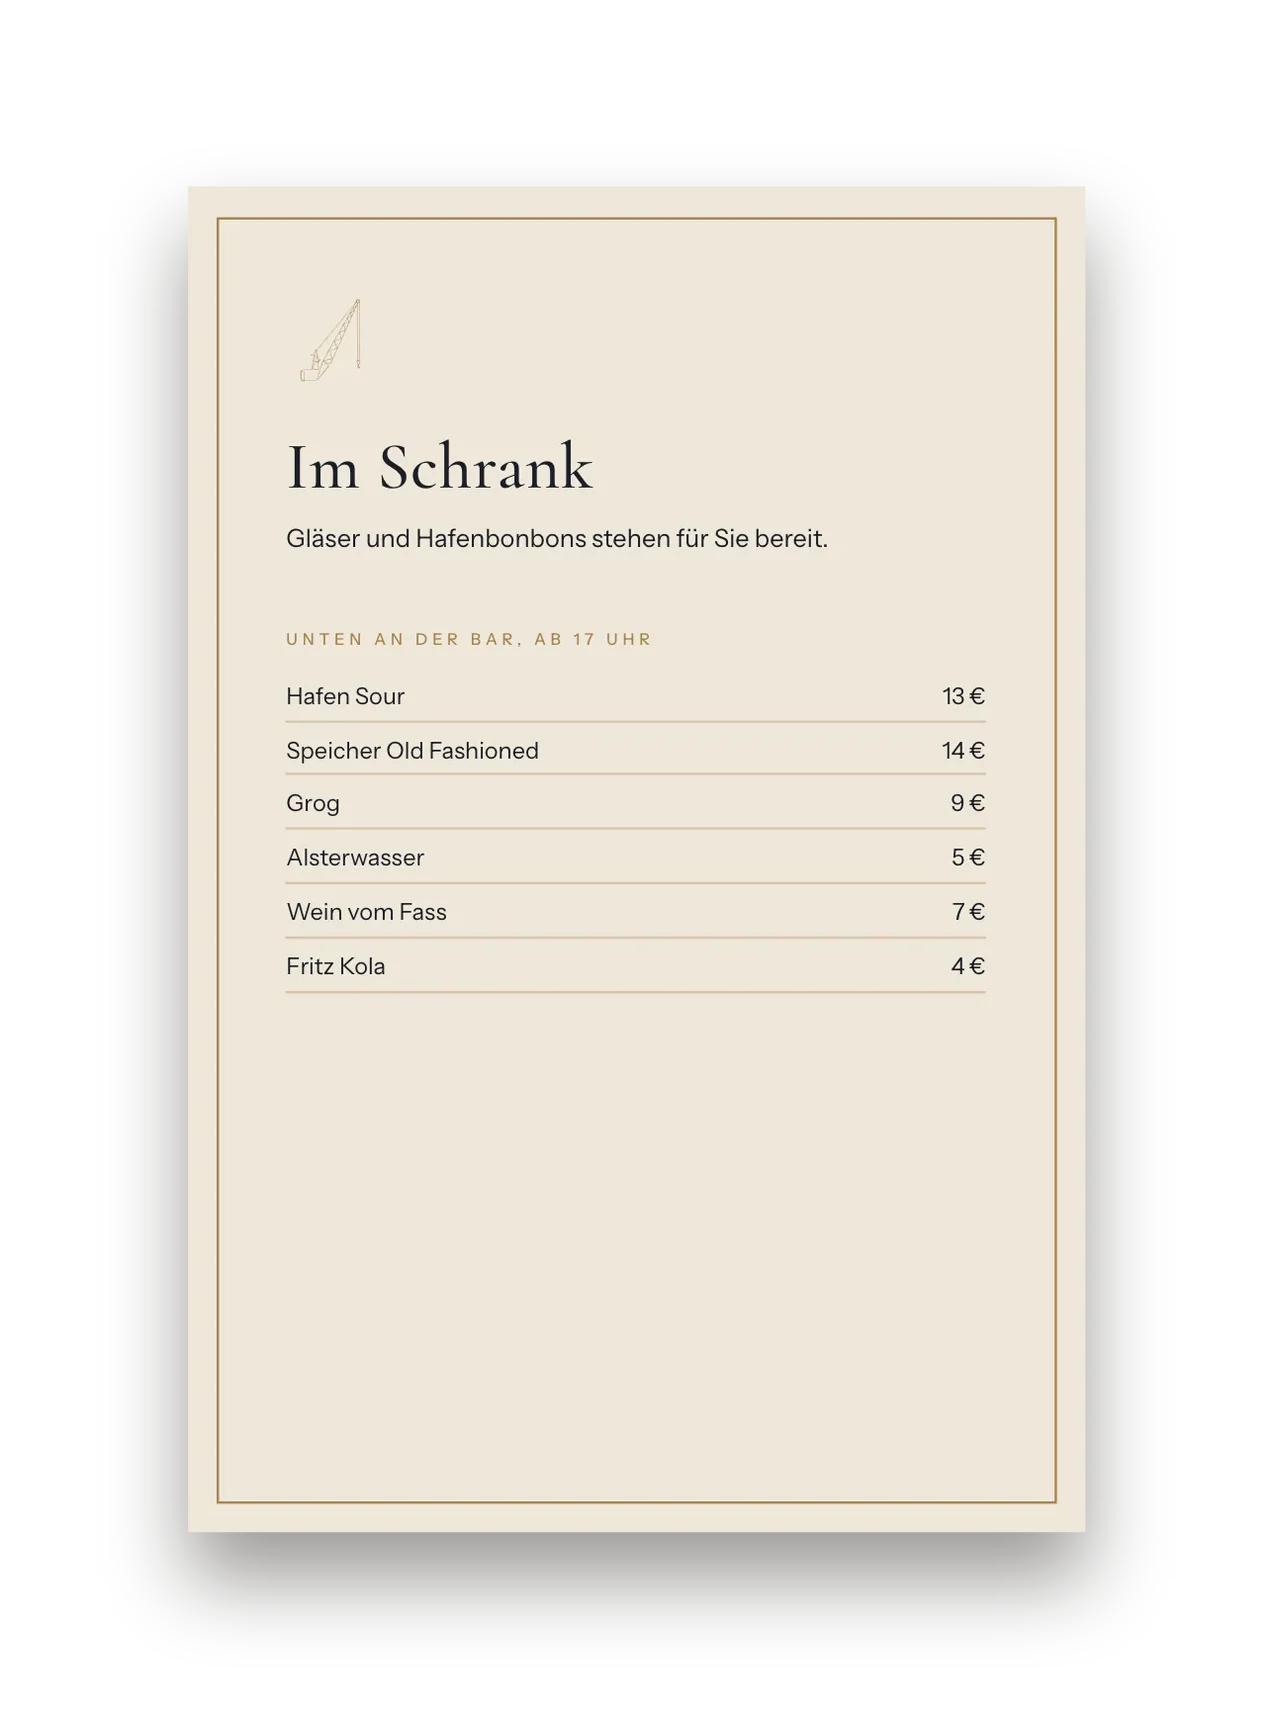 Im Schrank
Gläser und Hafenbonbons stehen für Sie bereit.
UNTEN AN DER BAR, AB 17 UHR
Hafen Sour 13 €
Speicher Old Fashioned 14 €
Grog 9 €
Alsterwasser 5 €
Wein vom Fass 7 €
Fritz Kola 4 €